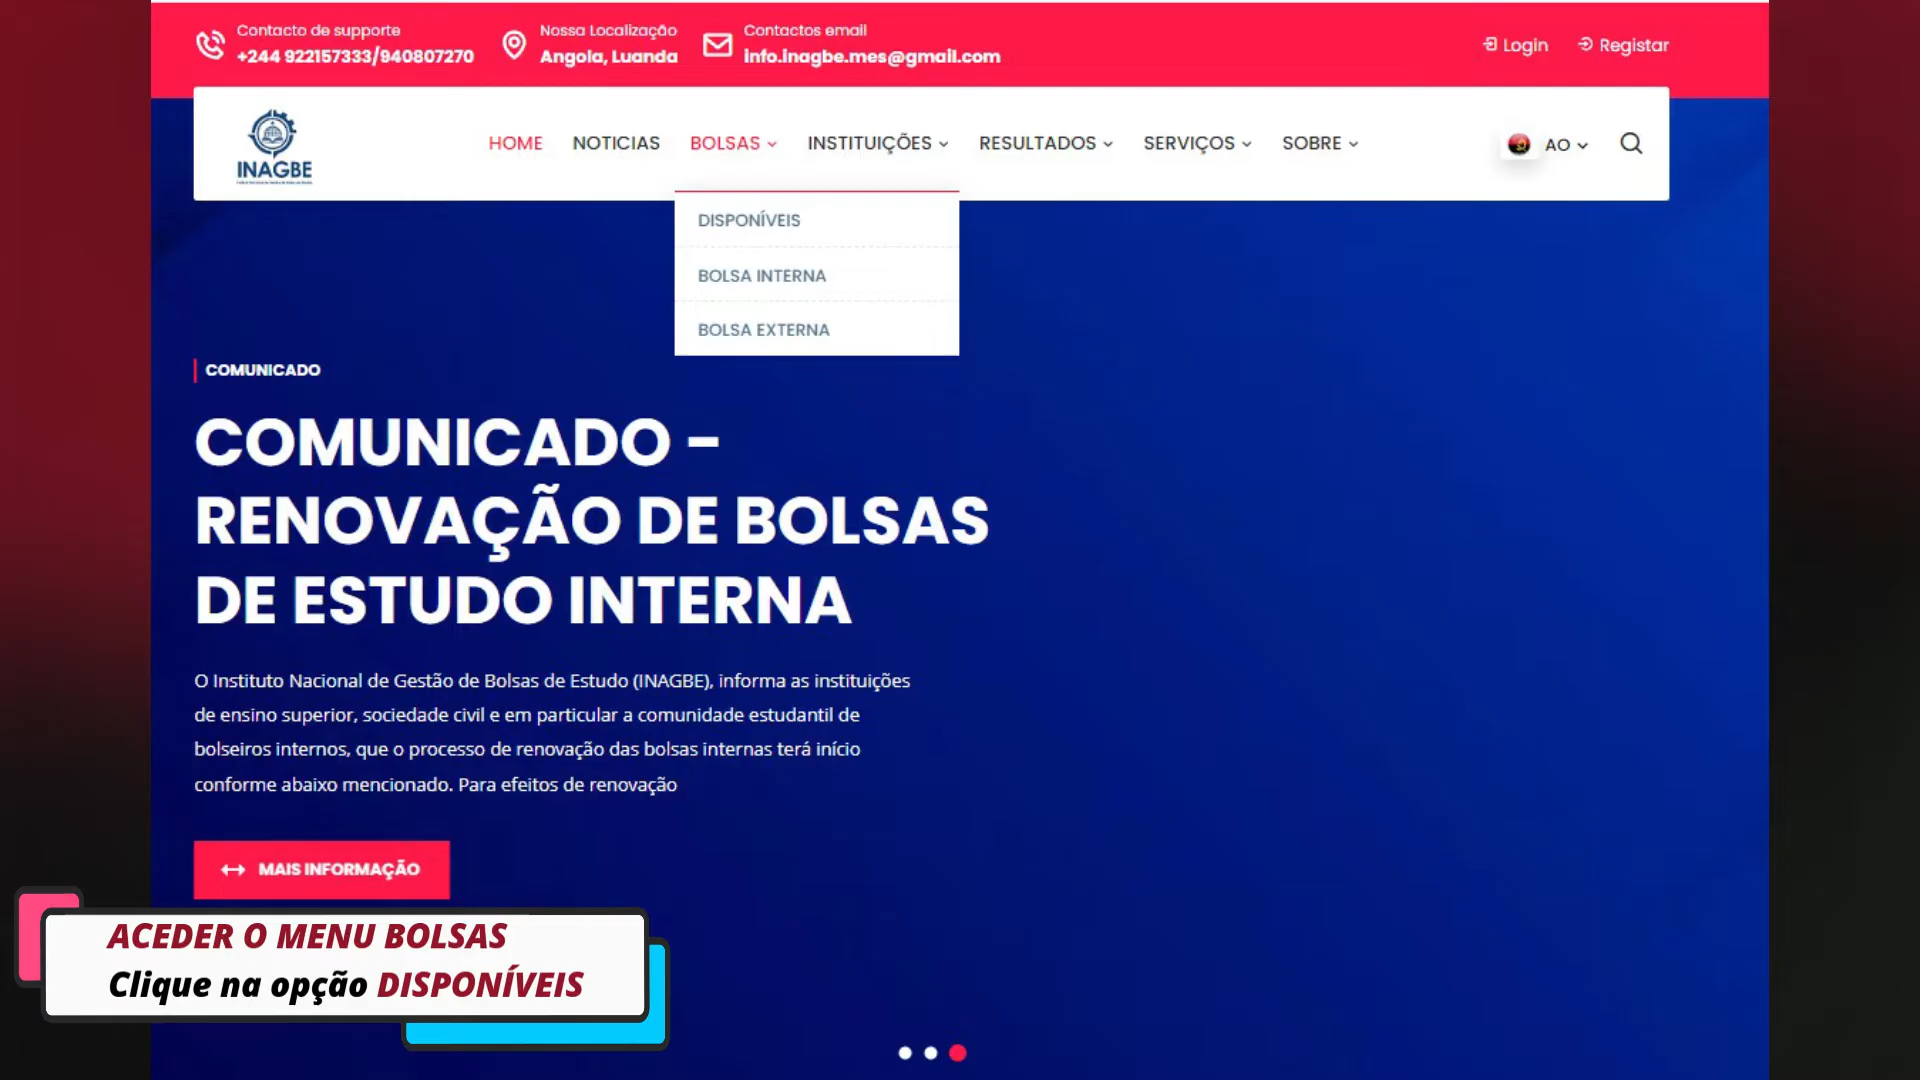 Contacto de supporte
+244 922157333/940807270
Nossa Localização
Angola, Luanda
Contactos email
info.inagbe.mes@gmail.com
Login
Registar
INAGBE
HOME
NOTICIAS
BOLSAS
INSTITUIÇÕES
RESULTADOS
SERVIÇOS
SOBRE
AO
DISPONÍVEIS
BOLSA INTERNA
BOLSA EXTERNA
COMUNICADO
COMUNICADO –
RENOVAÇÃO DE BOLSAS
DE ESTUDO INTERNA
O Instituto Nacional de Gestão de Bolsas de Estudo (INAGBE), informa as instituições
de ensino superior, sociedade civil e em particular a comunidade estudantil de
bolseiros internos, que o processo de renovação das bolsas internas terá início
conforme abaixo mencionado. Para efeitos de renovação
MAIS INFORMAÇÃO
ACEDER O MENU BOLSAS
Clique na opção DISPONÍVEIS